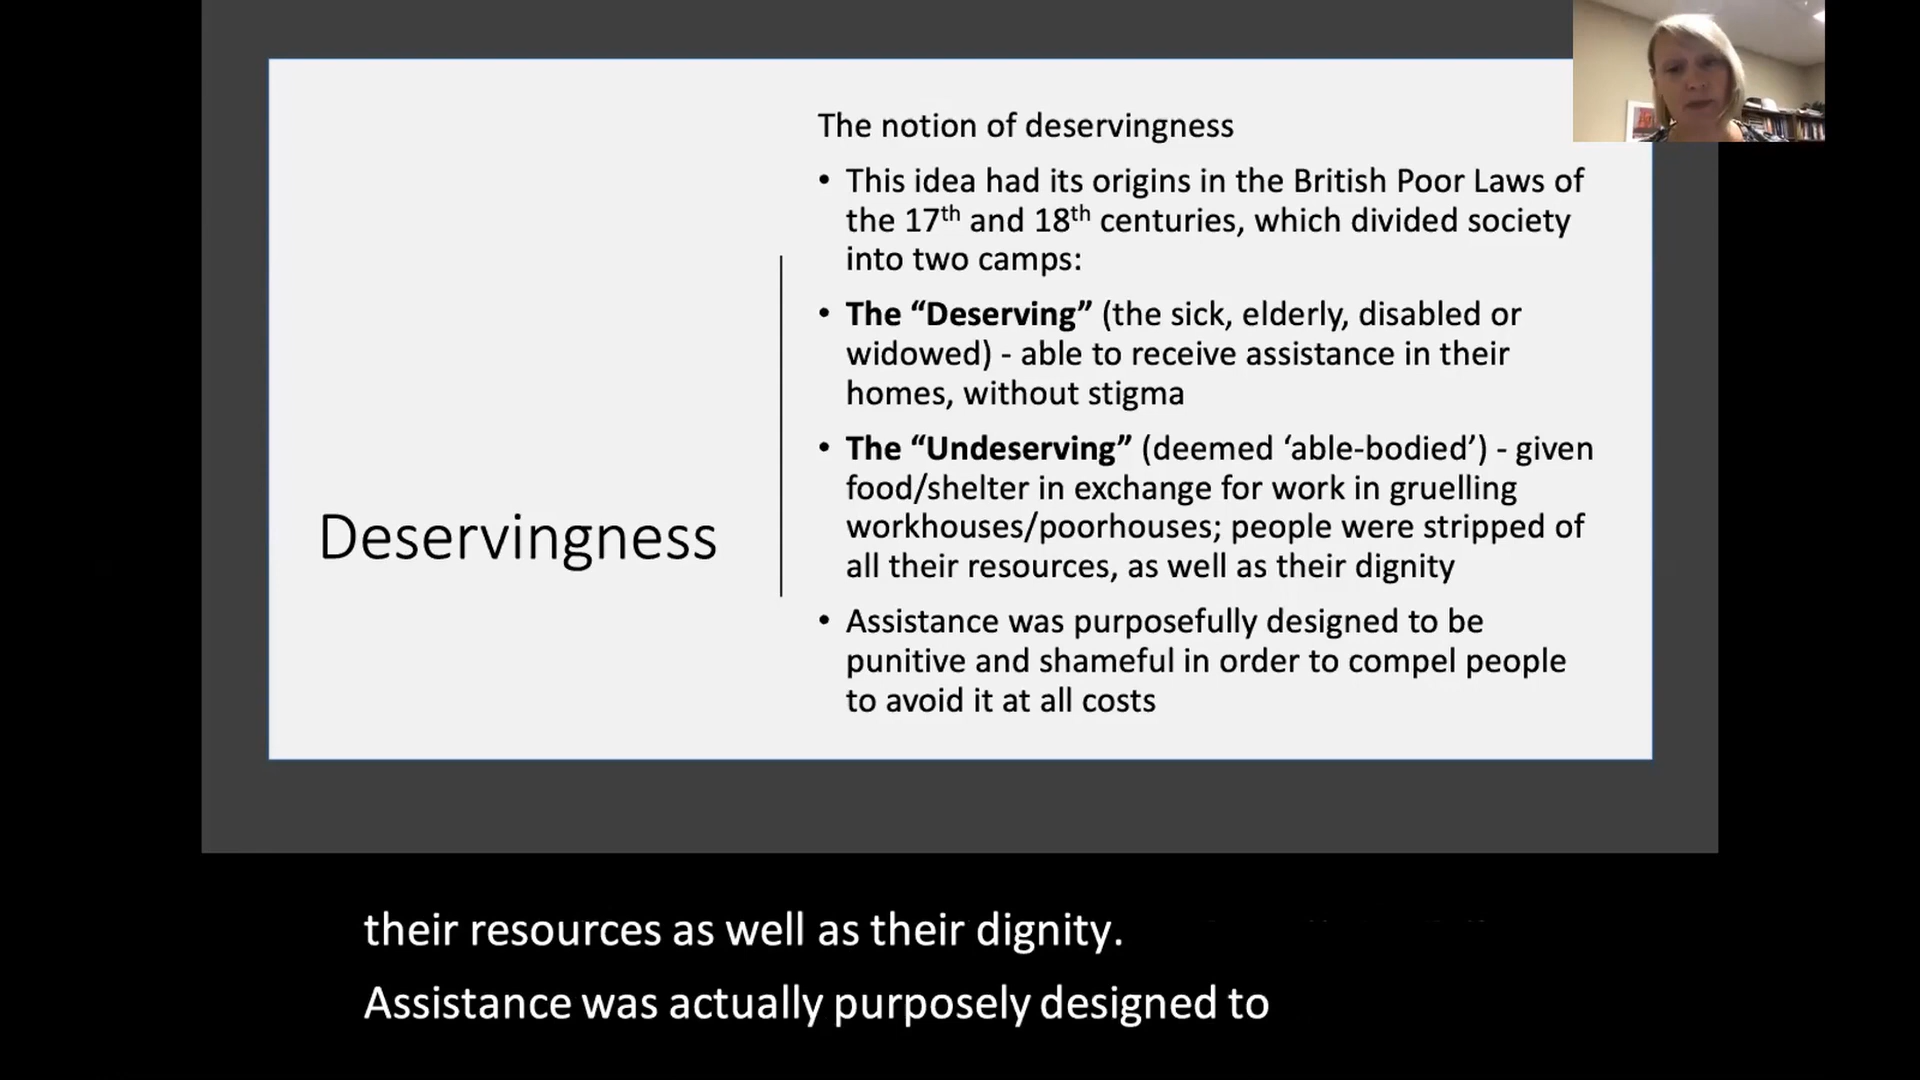 The notion of deservingness
• This idea had its origins in the British Poor Laws of
the 17th and 18th centuries, which divided society
into two camps:
• The “Deserving” (the sick, elderly, disabled or
widowed) - able to receive assistance in their
homes, without stigma
• The “Undeserving” (deemed ‘able-bodied’) - given
food/shelter in exchange for work in gruelling
workhouses/poorhouses; people were stripped of
all their resources, as well as their dignity
• Assistance was purposefully designed to be
punitive and shameful in order to compel people
to avoid it at all costs
Deservingness
their resources as well as their dignity.
Assistance was actually purposely designed to